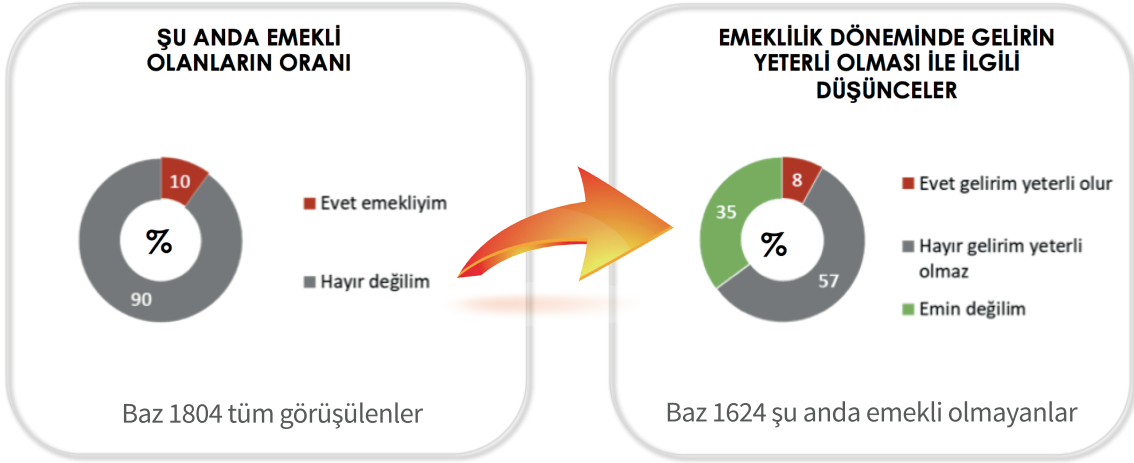 ŞU ANDA EMEKLİ
OLANLARIN ORANI
10
%
90
Evet emekliyim
Hayır değilim
Baz 1804 tüm görüşülenler
EMEKLİLİK DÖNEMİNDE GELİRİN
YETERLİ OLMASI İLE İLGİLİ
DÜŞÜNCELER
8
35
%
57
Evet gelirim yeterli olur
Hayır gelirim yeterli
olmaz
Emin değilim
Baz 1624 şu anda emekli olmayanlar